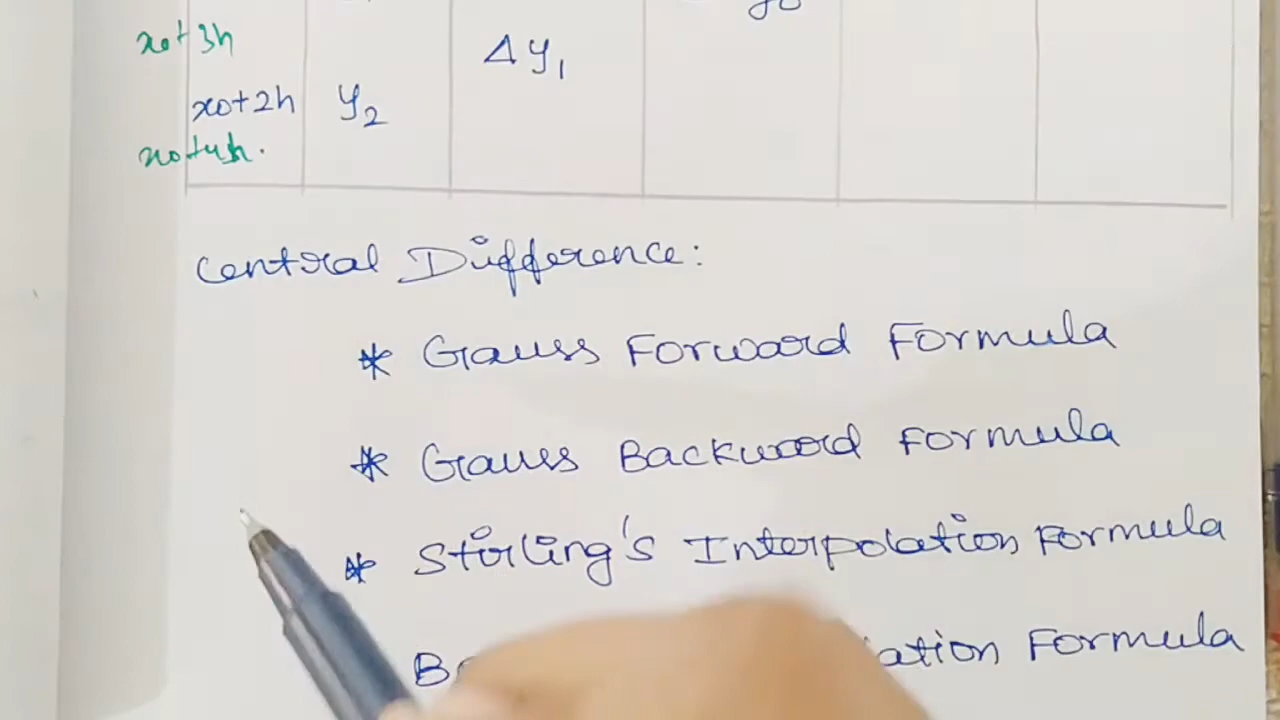 x0+3h
Δy1
x0+2h y2
x0+4h.
Central Difference:
* Gauss Forward Formula
* Gauss Backward Formula
* Stirling's Interpolation Formula
Formula